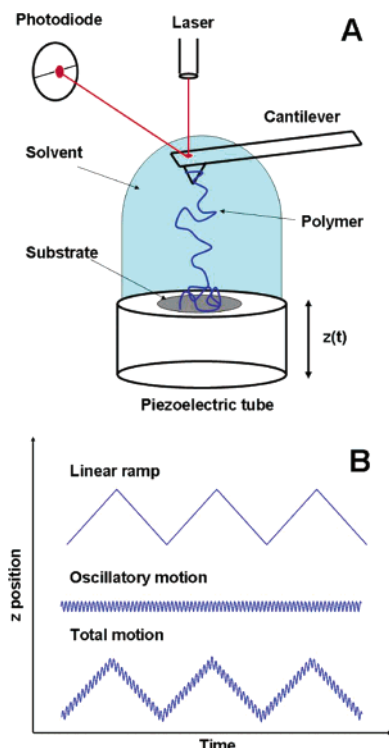 Photodiode
Laser
A
Cantilever
Solvent
Polymer
Substrate
z(t)
Piezoelectric tube
B
Linear ramp
Oscillatory motion
Total motion
z position
Time